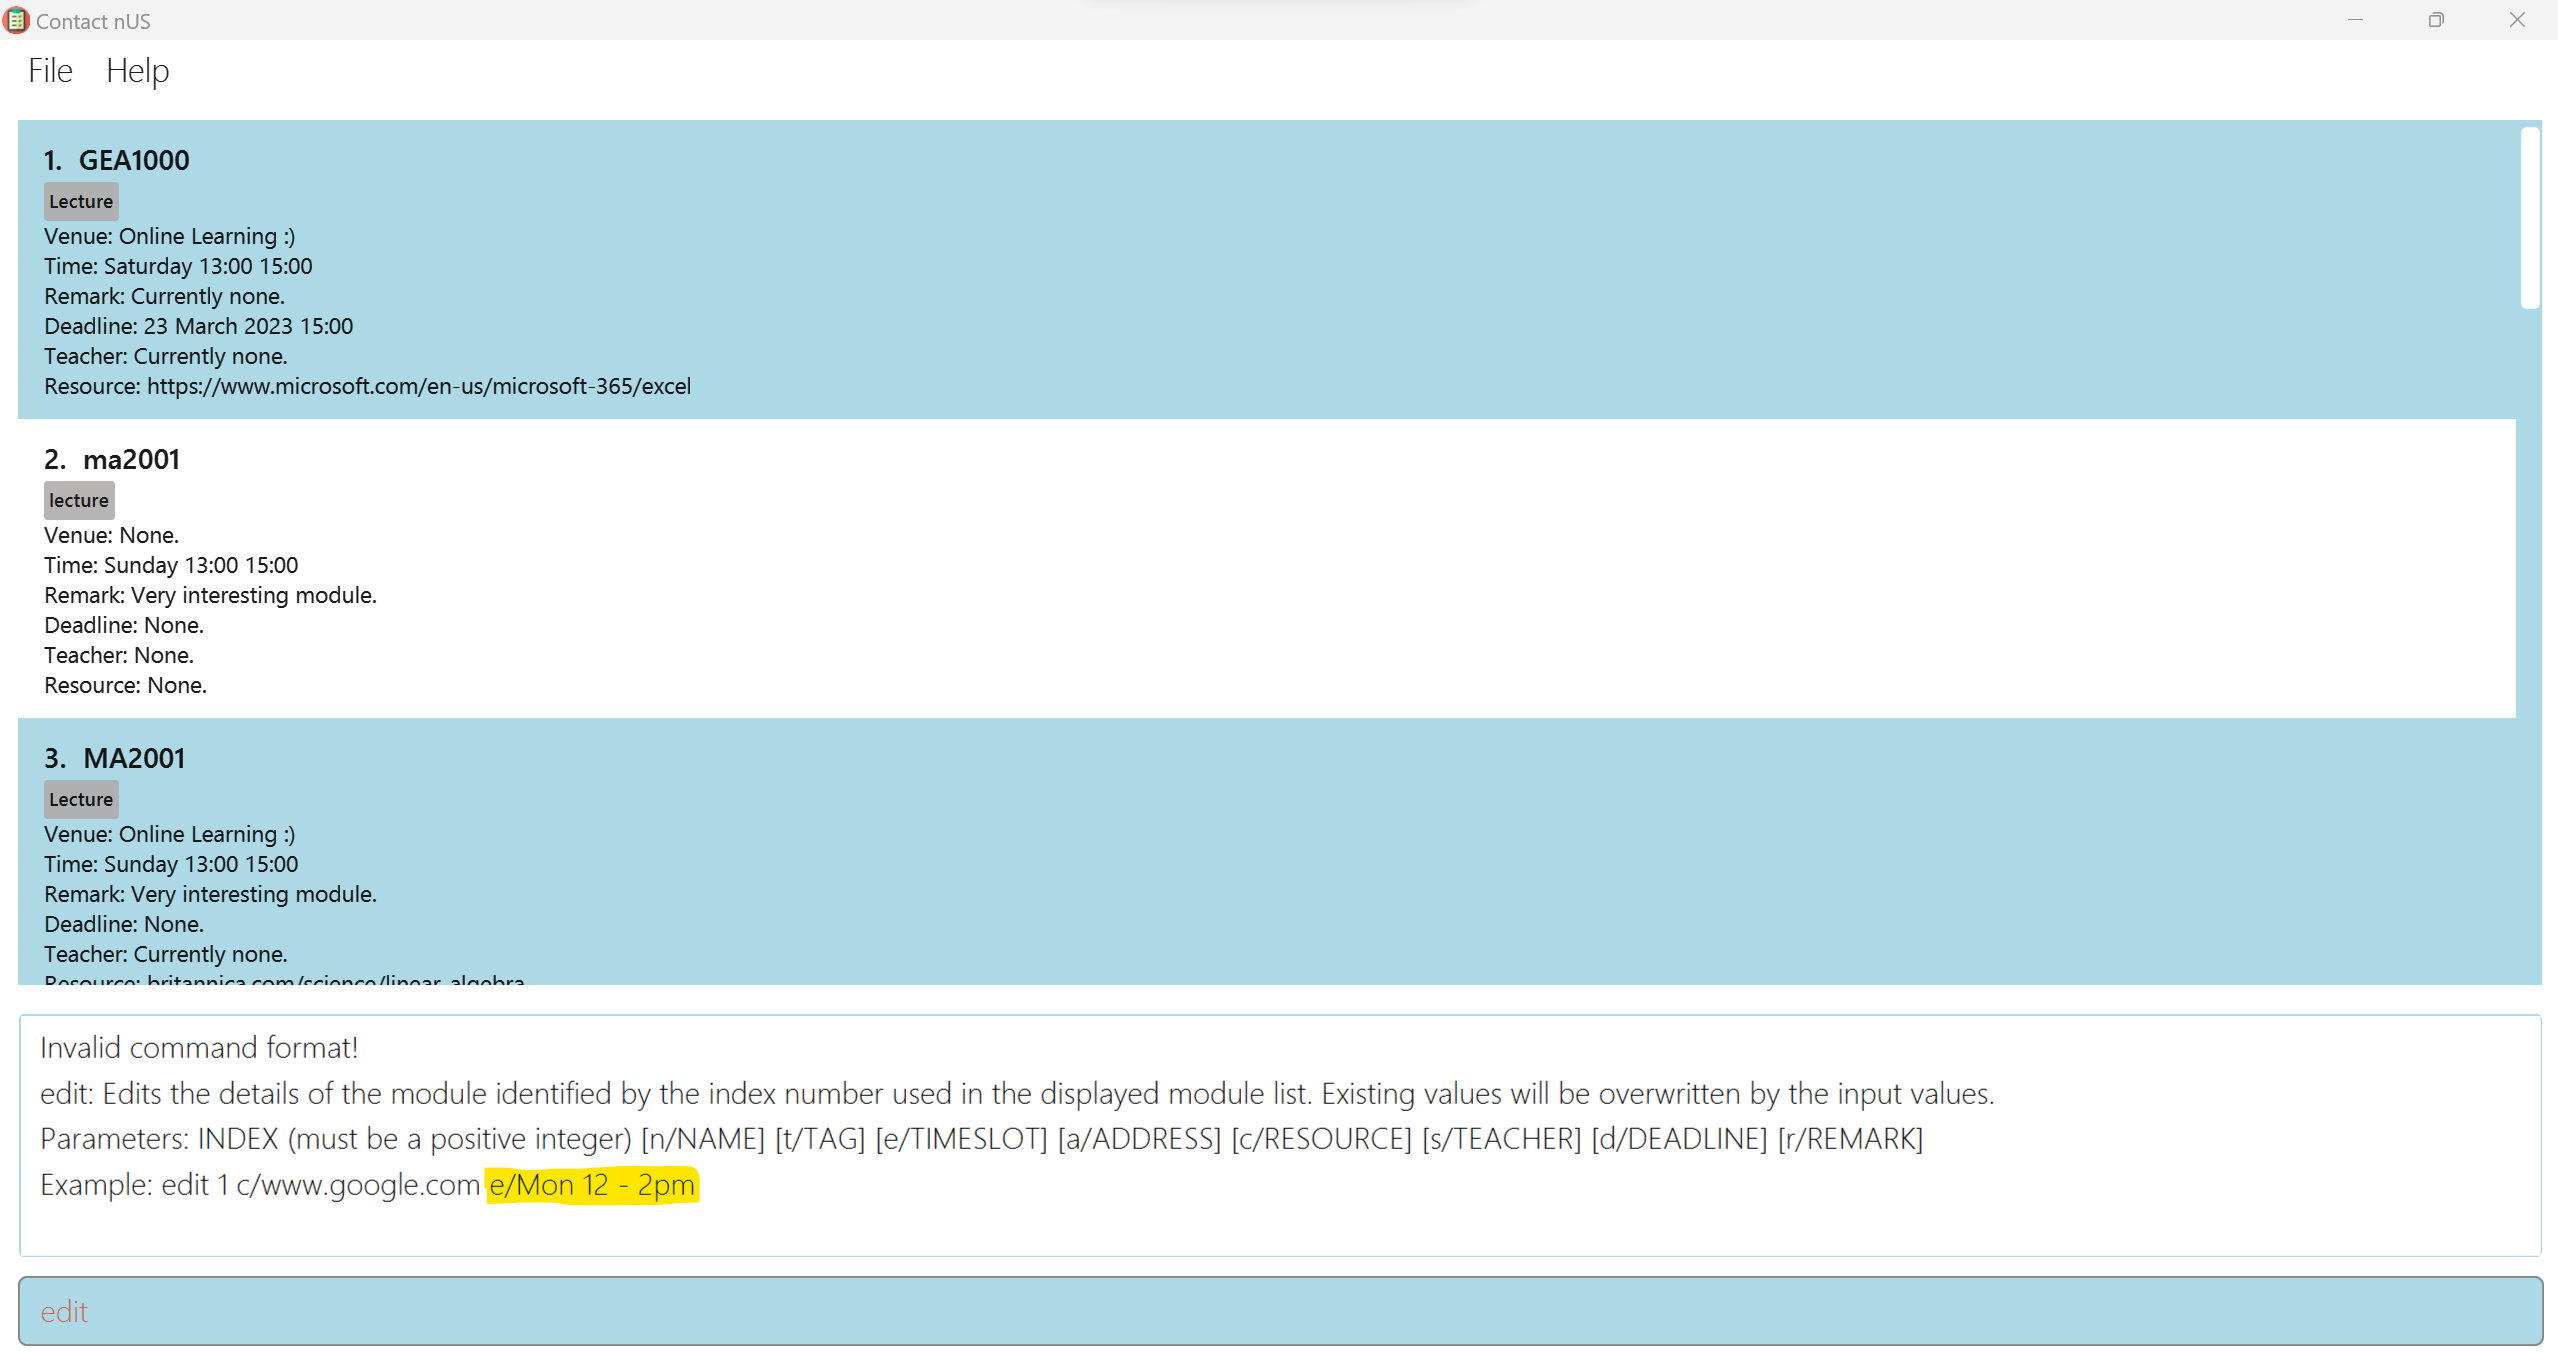 Contact nUS
File Help
1. GEA1000
Lecture
Venue: Online Learning :)
Time: Saturday 13:00 15:00
Remark: Currently none.
Deadline: 23 March 2023 15:00
Teacher: Currently none.
Resource: https://www.microsoft.com/en-us/microsoft-365/excel
2. ma2001
lecture
Venue: None.
Time: Sunday 13:00 15:00
Remark: Very interesting module.
Deadline: None.
Teacher: None.
Resource: None.
3. MA2001
Lecture
Venue: Online Learning :)
Time: Sunday 13:00 15:00
Remark: Very interesting module.
Deadline: None.
Teacher: Currently none.
Resource: britannica.com/science/linear-algebra
Invalid command format!
edit: Edits the details of the module identified by the index number used in the displayed module list. Existing values will be overwritten by the input values.
Parameters: INDEX (must be a positive integer) [n/NAME] [t/TAG] [e/TIMESLOT] [a/ADDRESS] [c/RESOURCE] [s/TEACHER] [d/DEADLINE] [r/REMARK]
Example: edit 1 c/www.google.com e/Mon 12 - 2pm
edit